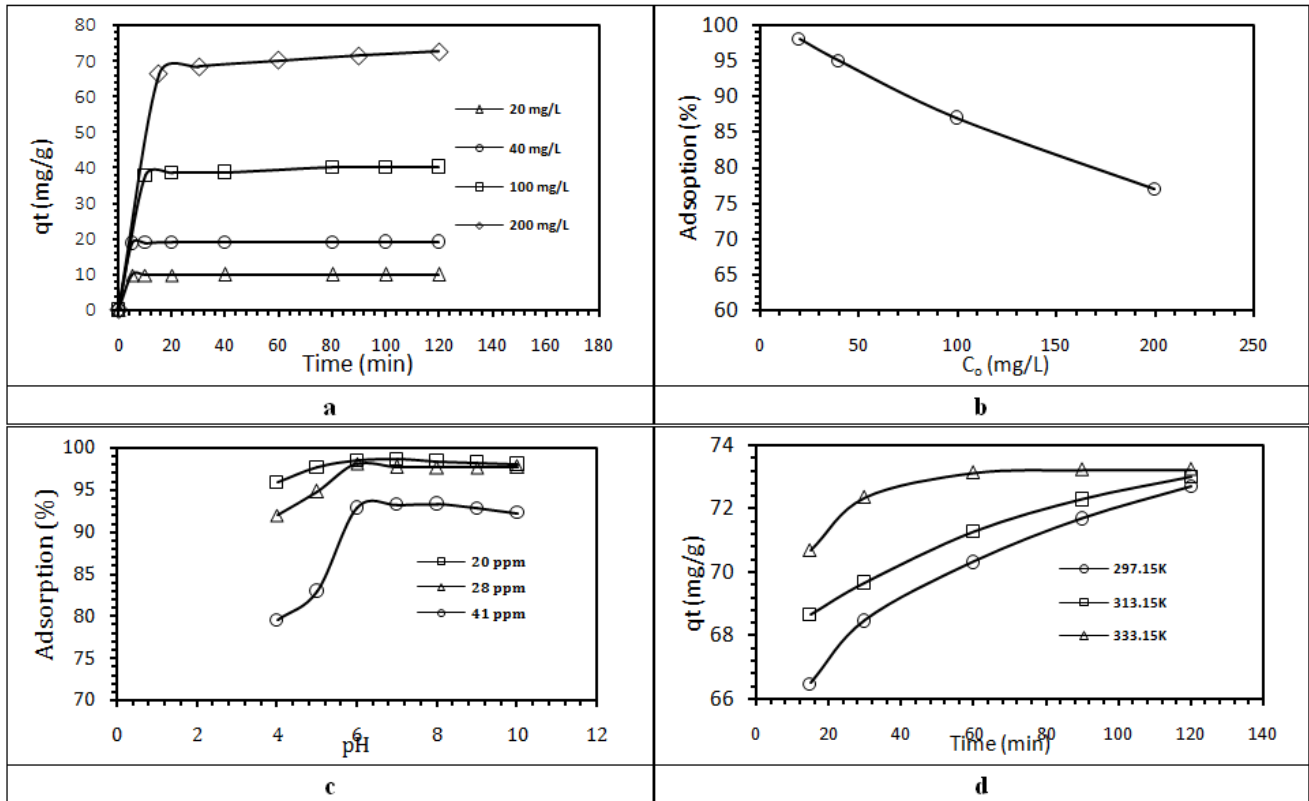 80
70
60
50
40
30
20
10
0
qt (mg/g)
20 mg/L
40 mg/L
100 mg/L
200 mg/L
0 20 40 60 80 100 120 140 160 180
Time (min)
a
100
95
90
85
80
75
70
65
60
Adsoption (%)
0 50 100 150 200 250
Co (mg/L)
b
100
95
90
85
80
75
70
Adsorption (%)
20 ppm
28 ppm
41 ppm
0 2 4 6 8 10 12
pH
c
74
72
70
68
66
qt (mg/g)
297.15K
313.15K
333.15K
0 20 40 60 80 100 120 140
Time (min)
d